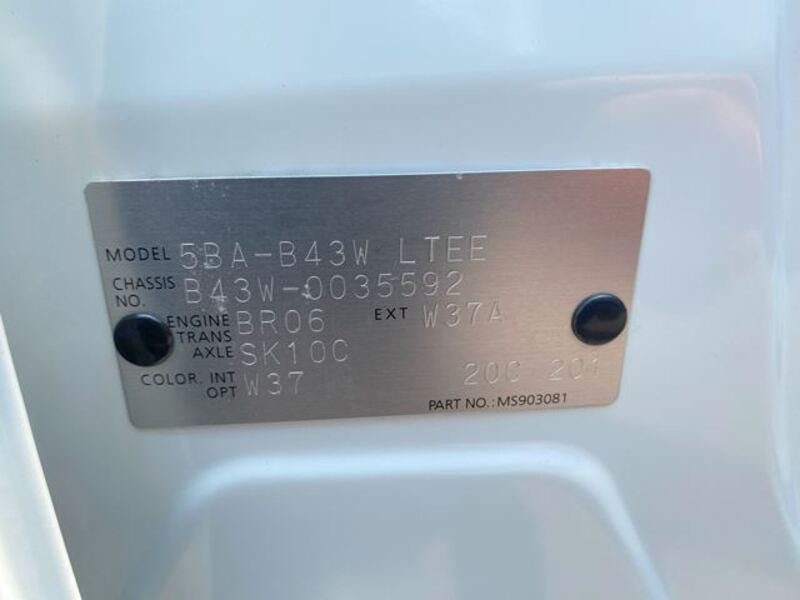 MODEL 5BA-B43W LTEE
CHASSIS NO. B43W-0035592
ENGINE BR06 EXT W37A
TRANS AXLE SK10C
COLOR. INT OPT W37 20C 201
PART NO.: MS903081